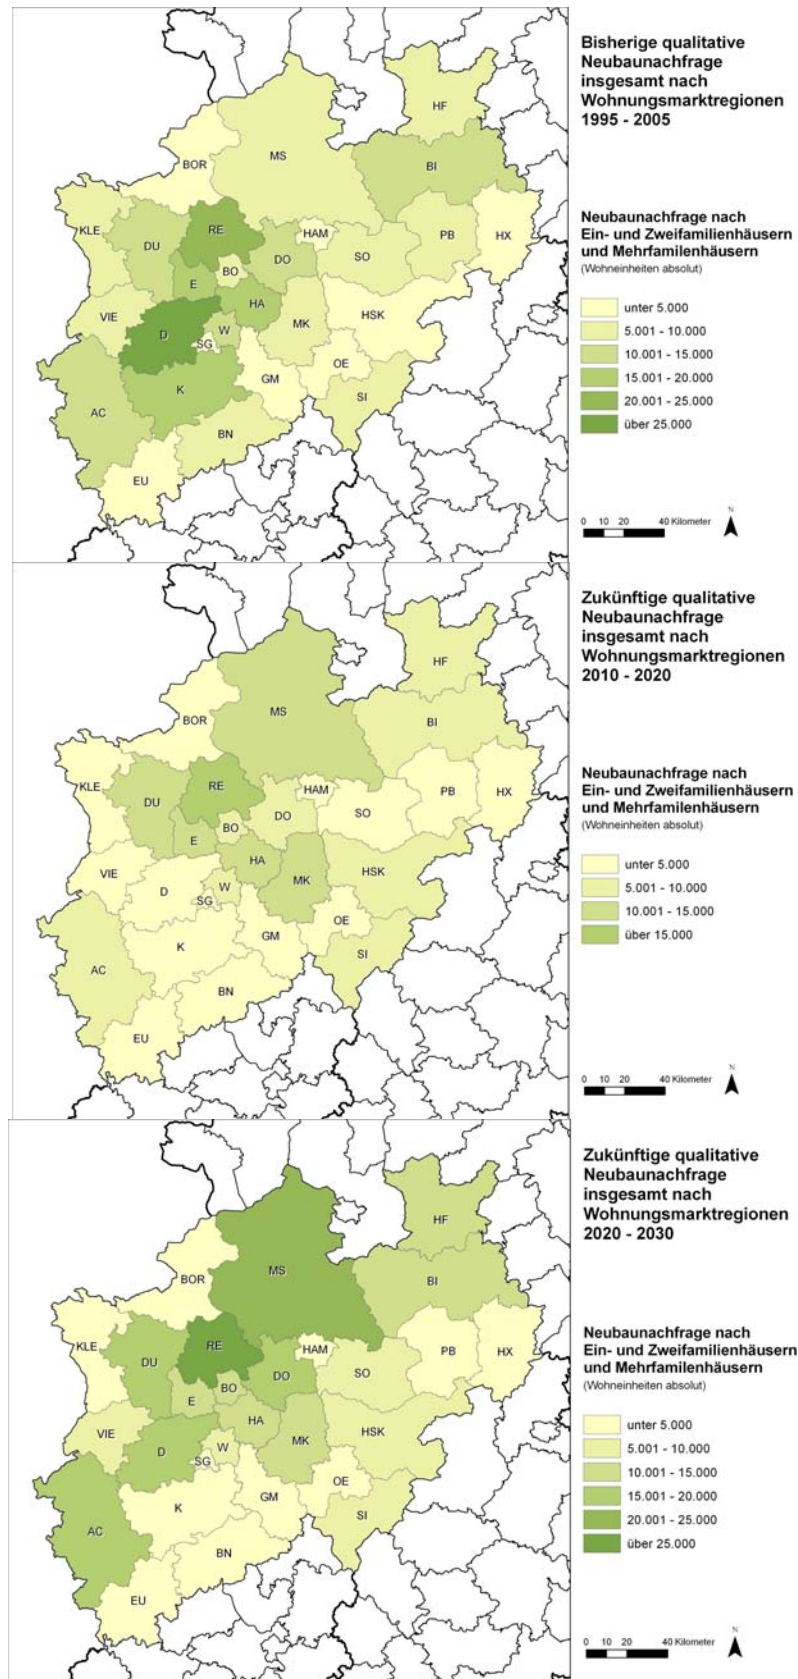 Bisherige qualitative
Neubaunachfrage
insgesamt nach
Wohnungsmarktregionen
1995 - 2005
HF
MS
BOR
BI
KLE
RE
HAM
DU
DO
SO
PB
HX
BO
E
HA
VIE
D
W
MK
HSK
SG
OE
GM
K
AC
SI
BN
EU
Neubaunachfrage nach
Ein- und Zweifamilienhäusern
und Mehrfamilenhäusern
(Wohneinheiten absolut)
unter 5.000
5.001 - 10.000
10.001 - 15.000
15.001 - 20.000
20.001 - 25.000
über 25.000
N
0 10 20 40 Kilometer
Zukünftige qualitative
Neubaunachfrage
insgesamt nach
Wohnungsmarktregionen
2010 - 2020
HF
MS
BOR
BI
KLE
RE
HAM
DU
DO
SO
PB
HX
BO
E
HA
VIE
D
W
MK
HSK
SG
OE
GM
K
AC
SI
BN
EU
Neubaunachfrage nach
Ein- und Zweifamilienhäusern
und Mehrfamilenhäusern
(Wohneinheiten absolut)
unter 5.000
5.001 - 10.000
10.001 - 15.000
über 15.000
N
0 10 20 40 Kilometer
Zukünftige qualitative
Neubaunachfrage
insgesamt nach
Wohnungsmarktregionen
2020 - 2030
HF
MS
BOR
BI
KLE
RE
HAM
DU
DO
SO
PB
HX
BO
E
HA
VIE
D
W
MK
HSK
SG
OE
GM
K
AC
SI
BN
EU
Neubaunachfrage nach
Ein- und Zweifamilienhäusern
und Mehrfamilenhäusern
(Wohneinheiten absolut)
unter 5.000
5.001 - 10.000
10.001 - 15.000
15.001 - 20.000
20.001 - 25.000
über 25.000
N
0 10 20 40 Kilometer